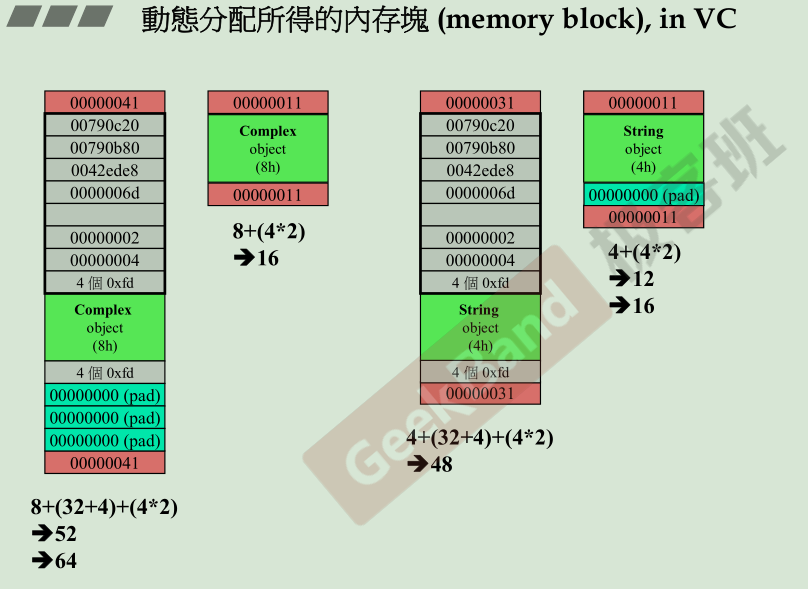 動態分配所得的內存塊 (memory block), in VC
00000041
00790c20
00790b80
0042ede8
0000006d
00000002
00000004
4 個 0xfd
Complex
object
(8h)
4 個 0xfd
00000000 (pad)
00000000 (pad)
00000000 (pad)
00000041
8+(32+4)+(4*2)
➔52
➔64
00000011
Complex
object
(8h)
00000011
8+(4*2)
➔16
00000031
00790c20
00790b80
0042ede8
0000006d
00000002
00000004
4 個 0xfd
String
object
(4h)
4 個 0xfd
00000031
4+(32+4)+(4*2)
➔48
00000011
String
object
(4h)
00000000 (pad)
00000011
4+(4*2)
➔12
➔16
GeekBand
极客班